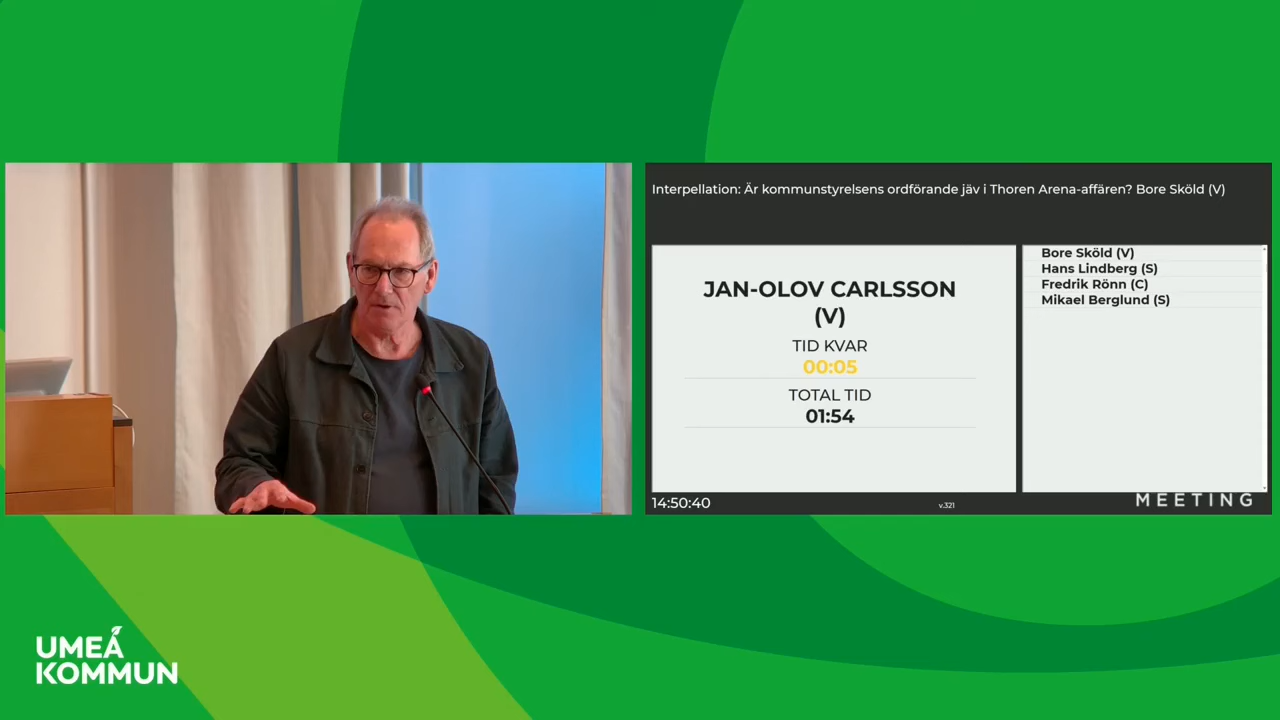 Interpellation: Är kommunstyrelsens ordförande jäv i Thoren Arena-affären? Bore Sköld (V)
JAN-OLOV CARLSSON
(V)
TID KVAR
00:05
TOTAL TID
01:54
Bore Sköld (V)
Hans Lindberg (S)
Fredrik Rönn (C)
Mikael Berglund (S)
14:50:40
v.321
MEETING
UMEÅ
KOMMUN